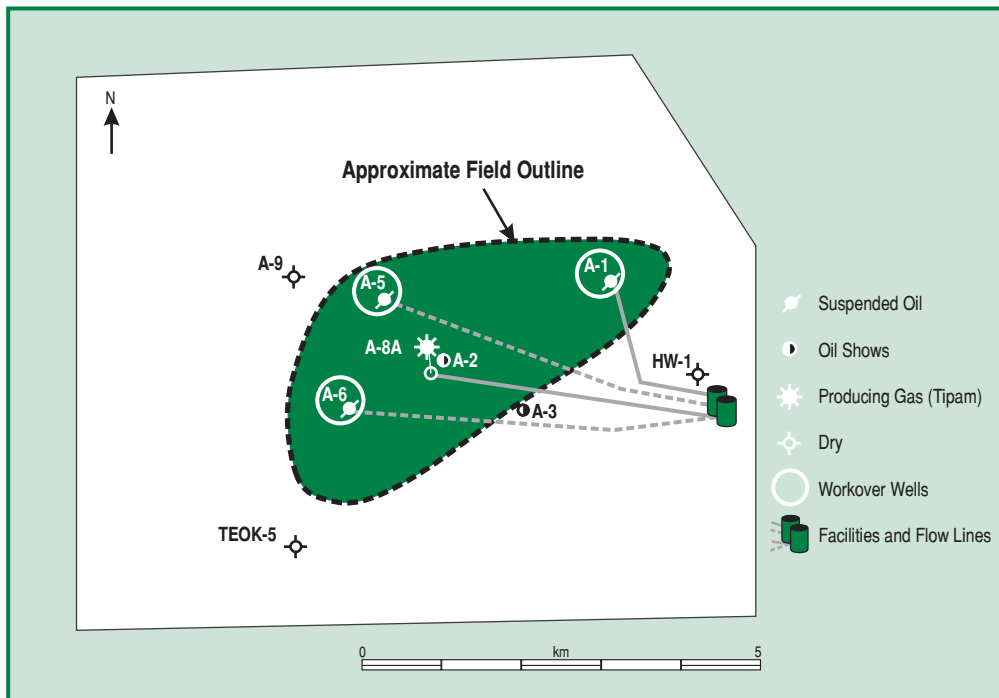 N
Approximate Field Outline
A-9
A-5
A-1
A-8A
A-2
HW-1
A-6
A-3
TEOK-5
Suspended Oil
Oil Shows
Producing Gas (Tipam)
Dry
Workover Wells
Facilities and Flow Lines
0 km 5